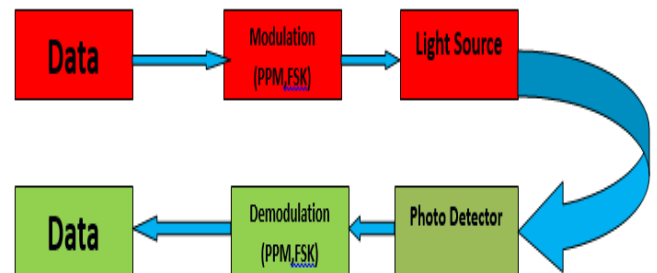 Data
Modulation
(PPM,FSK)
Light Source
Data
Demodulation
(PPM,FSK)
Photo Detector